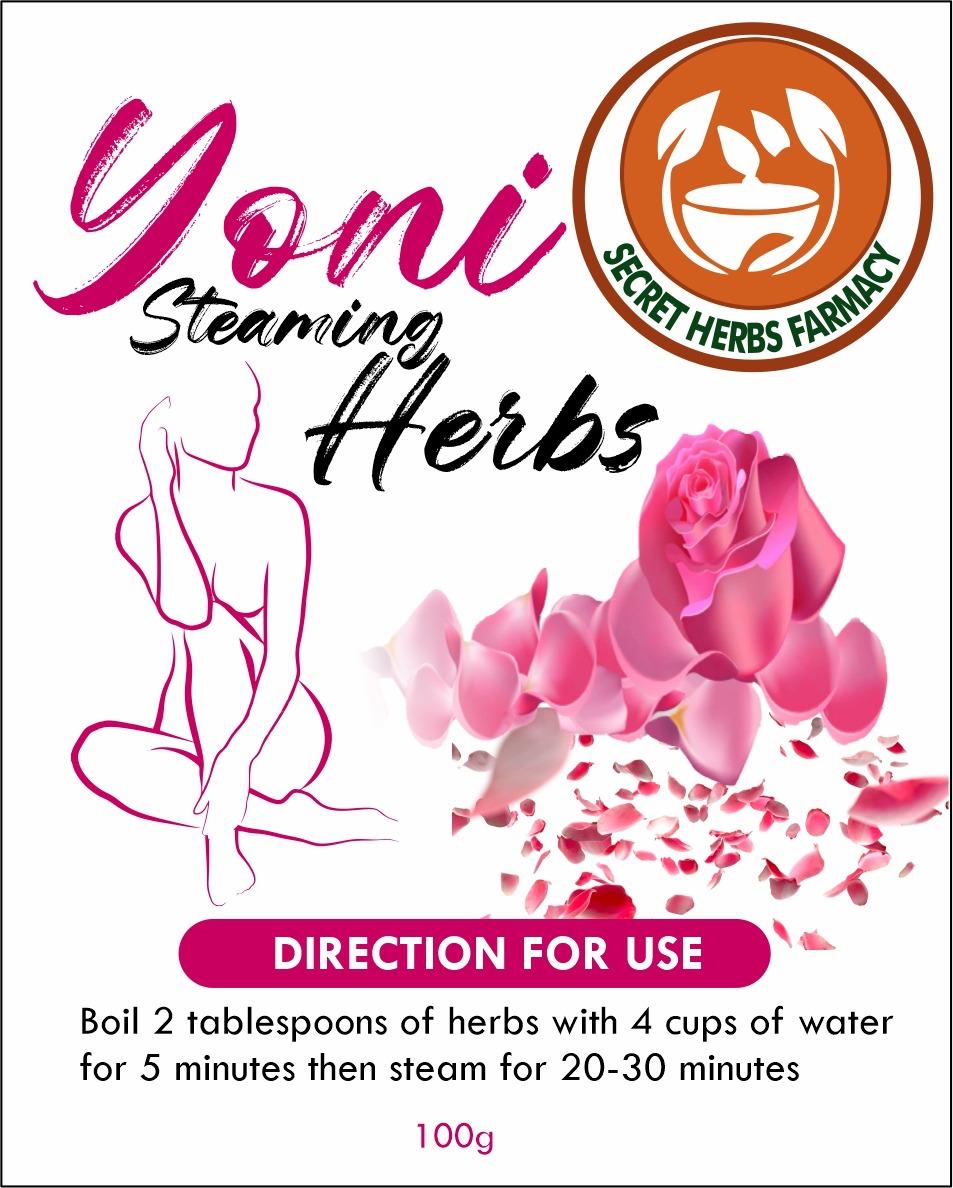 Yoni
Steaming
Herbs
SECRET HERBS FARMACY
DIRECTION FOR USE
Boil 2 tablespoons of herbs with 4 cups of water
for 5 minutes then steam for 20-30 minutes
100g